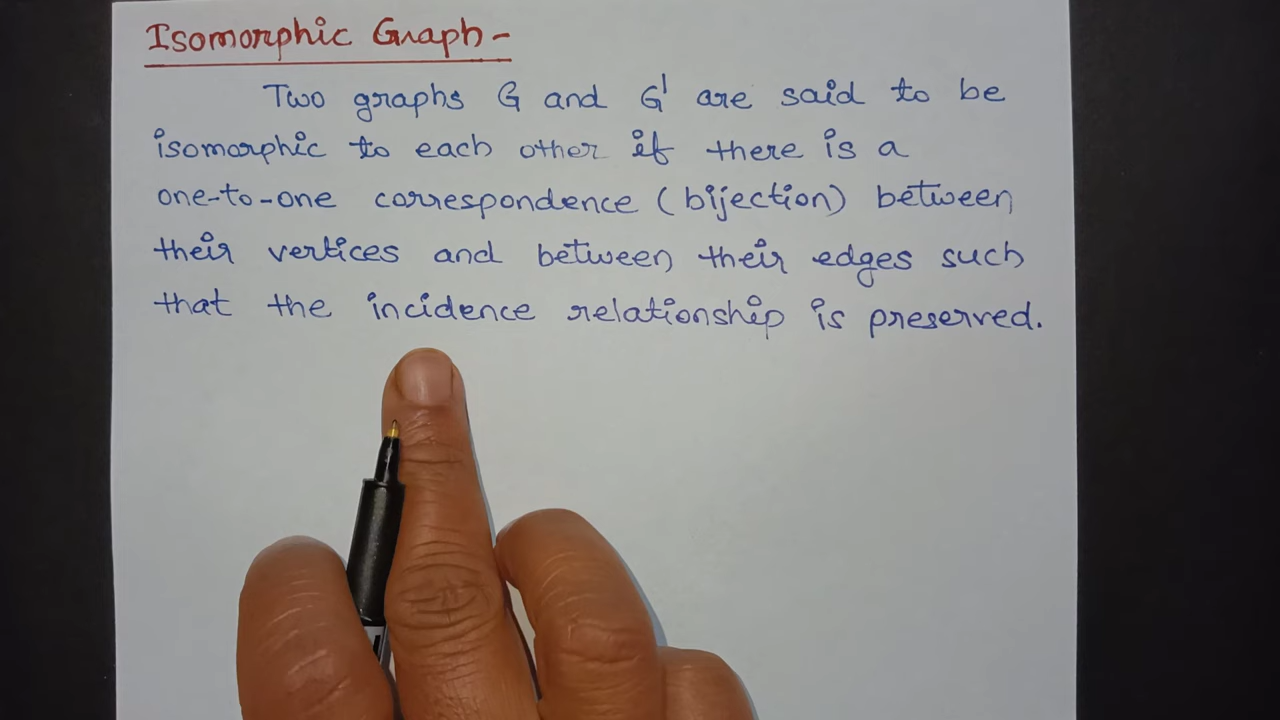 Isomorphic Graph-
Two graphs G and G' are said to be
isomorphic to each other if there is a
one-to-one correspondence (bijection) between
their vertices and between their edges such
that the incidence relationship is preserved.